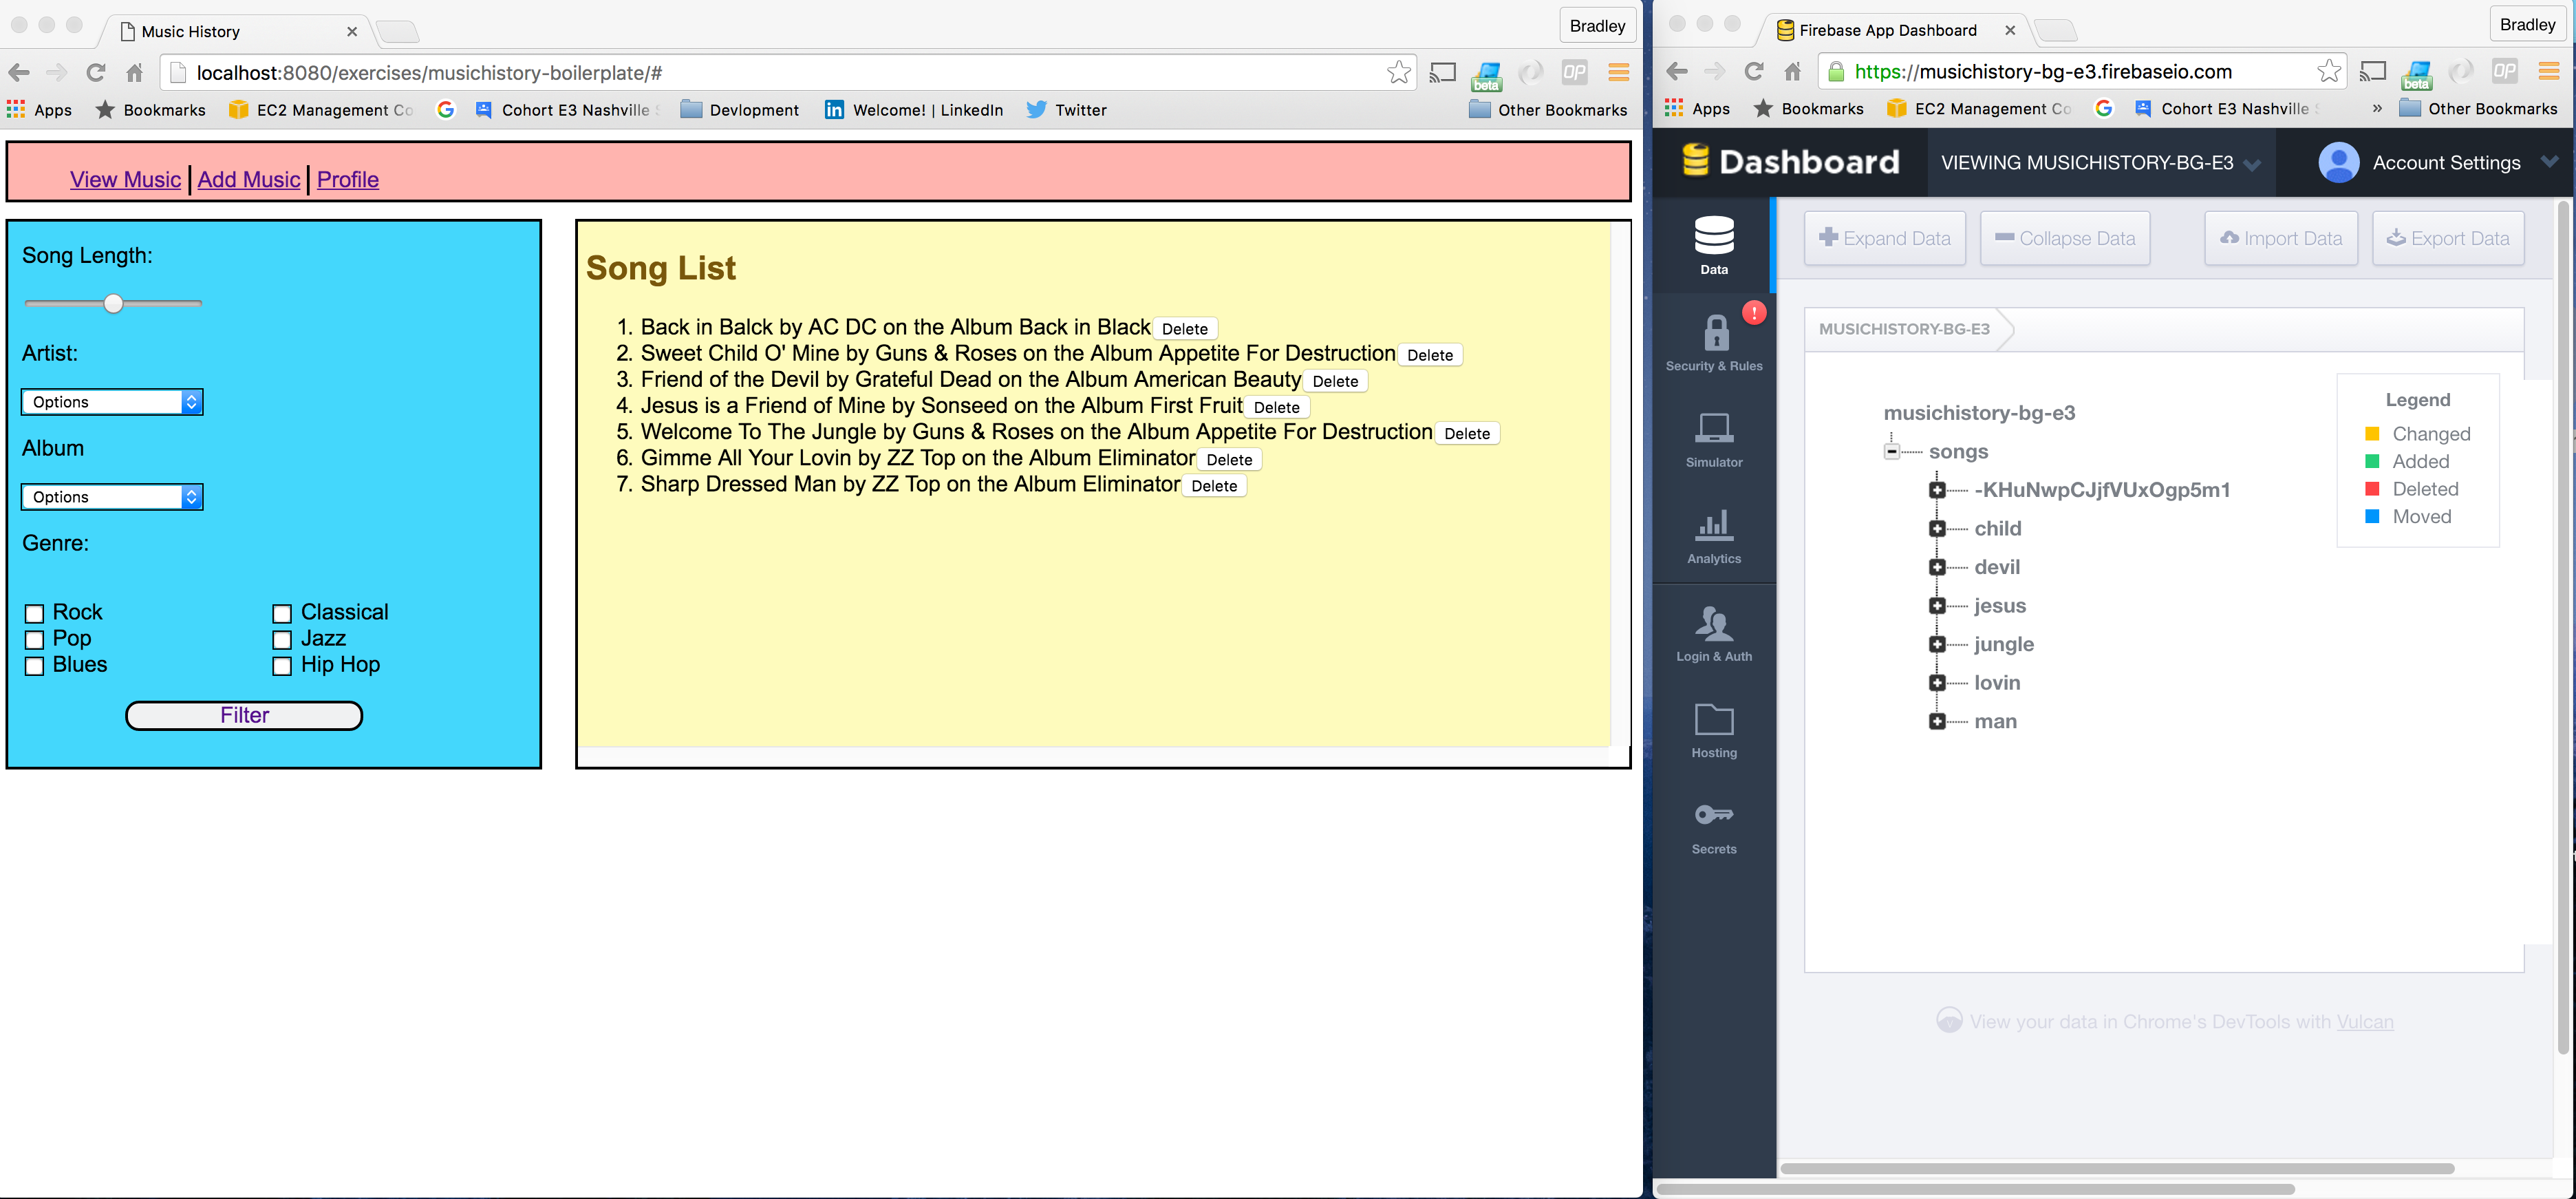 Music History
Bradley
localhost:8080/exercises/musichistory-boilerplate/#
beta
OP
Apps
Bookmarks
EC2 Management Co
Cohort E3 Nashville
Devlopment
Welcome! | LinkedIn
Twitter
Other Bookmarks
View Music | Add Music | Profile
Song Length:
Artist:
Options
Album
Options
Genre:
Rock
Classical
Pop
Jazz
Blues
Hip Hop
Filter
Song List
1. Back in Balck by AC DC on the Album Back in Black Delete
2. Sweet Child O' Mine by Guns & Roses on the Album Appetite For Destruction Delete
3. Friend of the Devil by Grateful Dead on the Album American Beauty Delete
4. Jesus is a Friend of Mine by Sonseed on the Album First Fruit Delete
5. Welcome To The Jungle by Guns & Roses on the Album Appetite For Destruction Delete
6. Gimme All Your Lovin by ZZ Top on the Album Eliminator Delete
7. Sharp Dressed Man by ZZ Top on the Album Eliminator Delete
Firebase App Dashboard
Bradley
https://musichistory-bg-e3.firebaseio.com
beta
OP
Apps
Bookmarks
EC2 Management Co
Cohort E3 Nashville
»
Other Bookmarks
Dashboard
VIEWING MUSICHISTORY-BG-E3
Account Settings
Data
Security & Rules
Simulator
Analytics
Login & Auth
Hosting
Secrets
Expand Data
Collapse Data
Import Data
Export Data
MUSICHISTORY-BG-E3
musichistory-bg-e3
songs
-KHuNwpCJjfVUxOgp5m1
child
devil
jesus
jungle
lovin
man
Legend
Changed
Added
Deleted
Moved
View your data in Chrome's DevTools with Vulcan